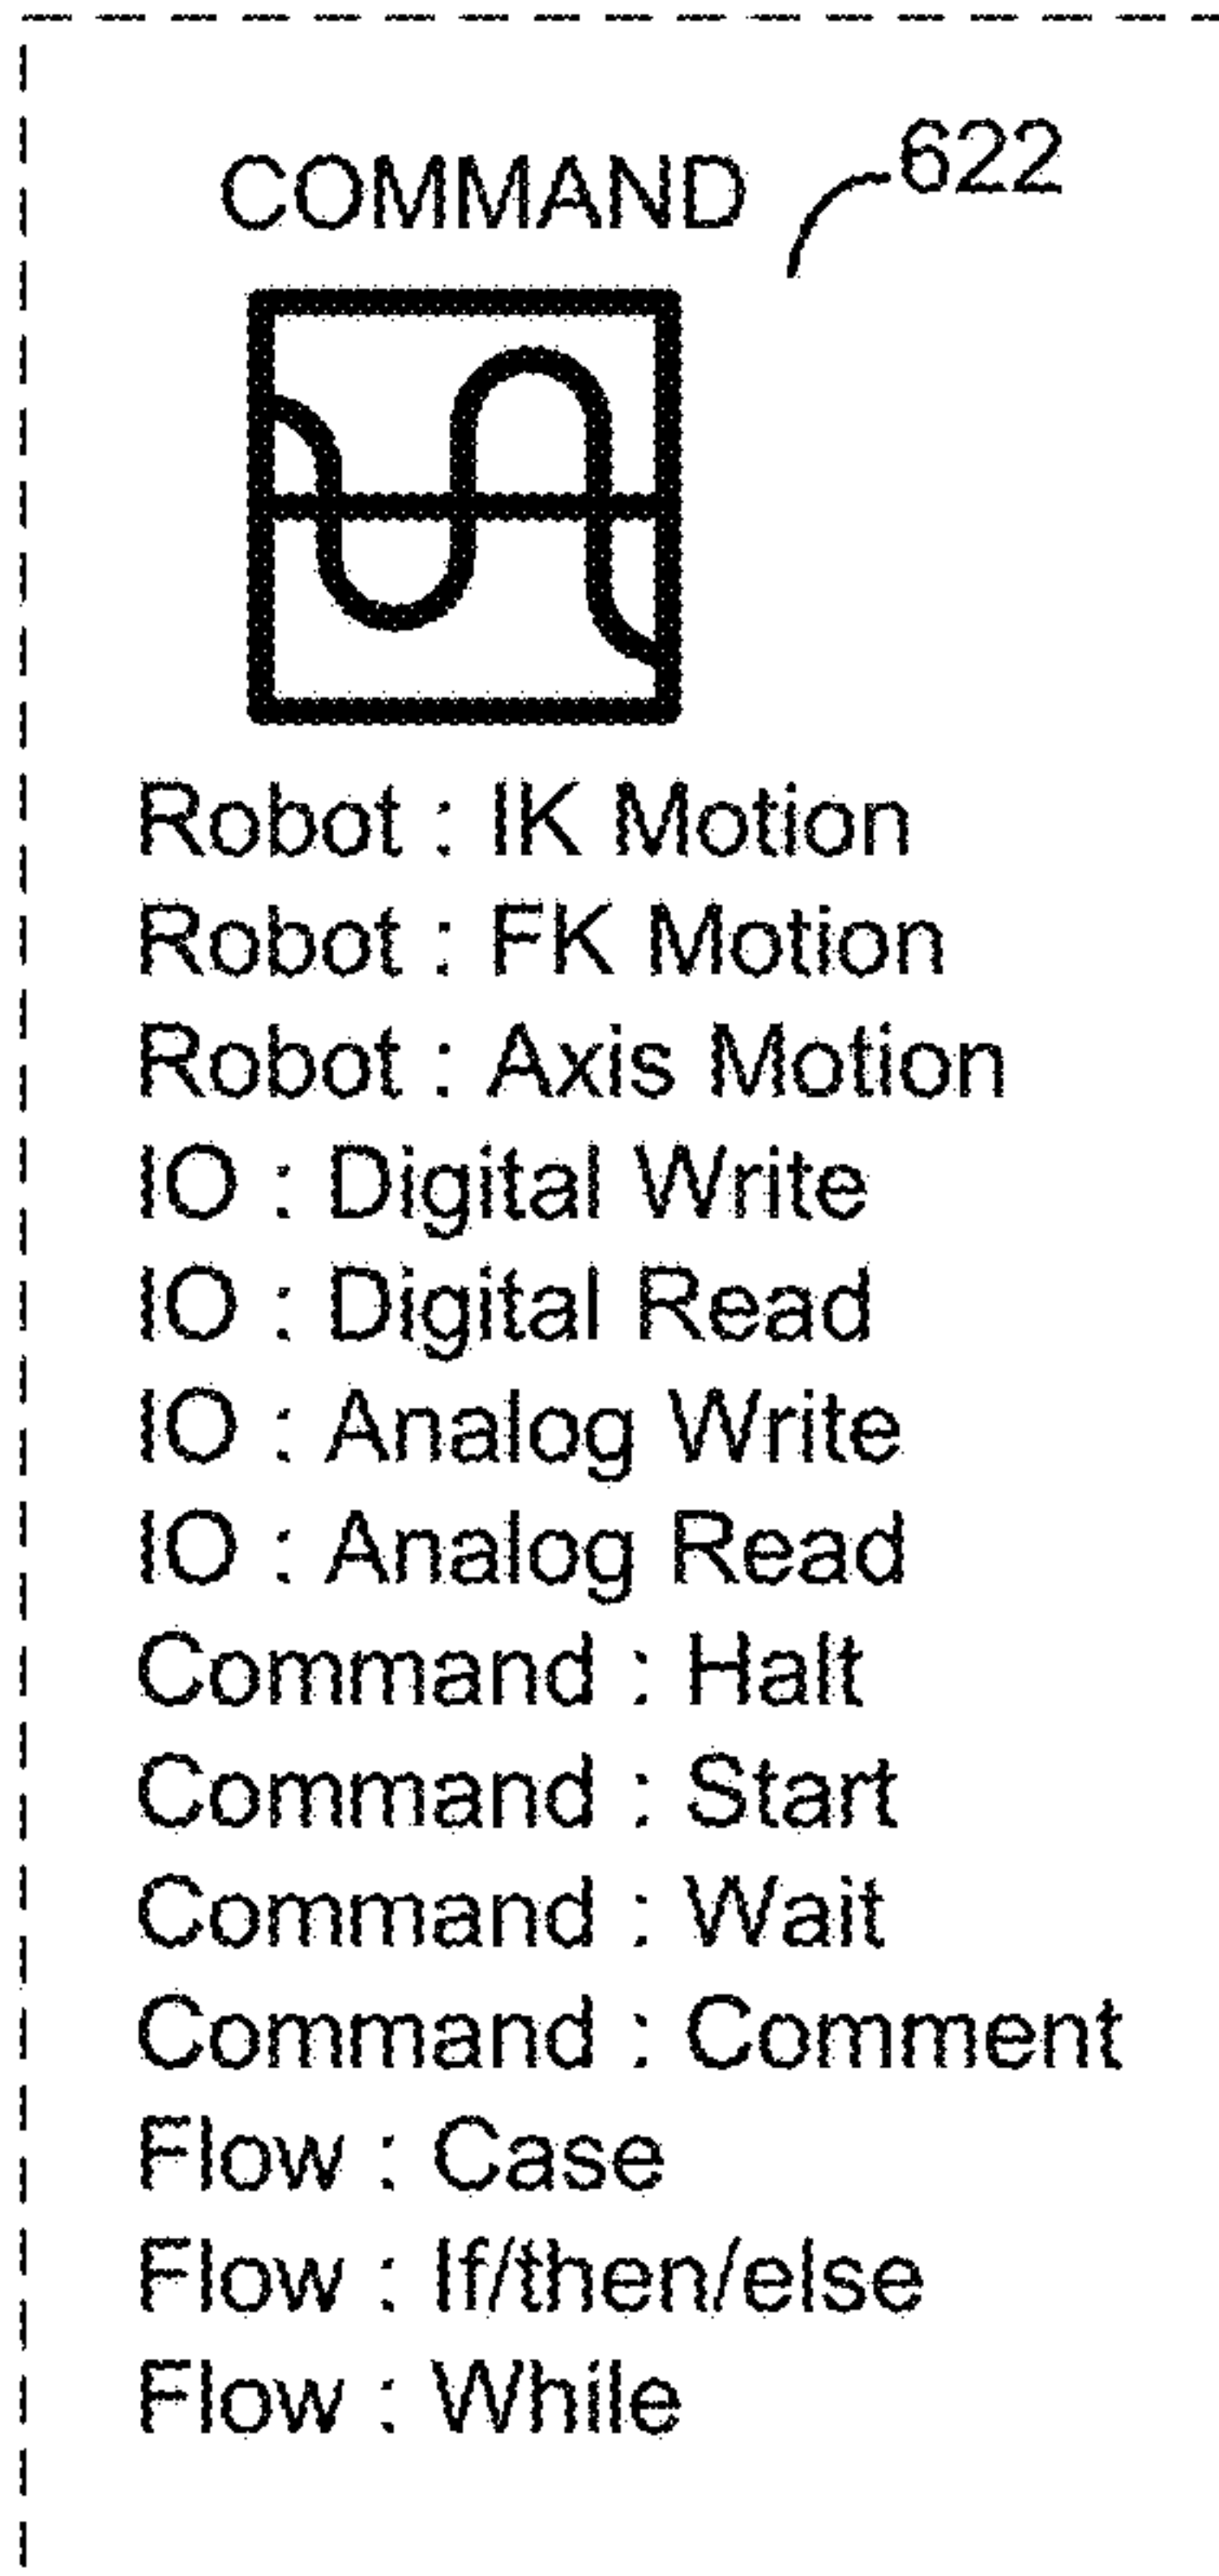 622
COMMAND
Robot : IK Motion
Robot : FK Motion
Robot : Axis Motion
IO : Digital Write
IO : Digital Read
IO : Analog Write
IO : Analog Read
Command : Halt
Command : Start
Command : Wait
Command : Comment
Flow : Case
Flow : If/then/else
Flow : While